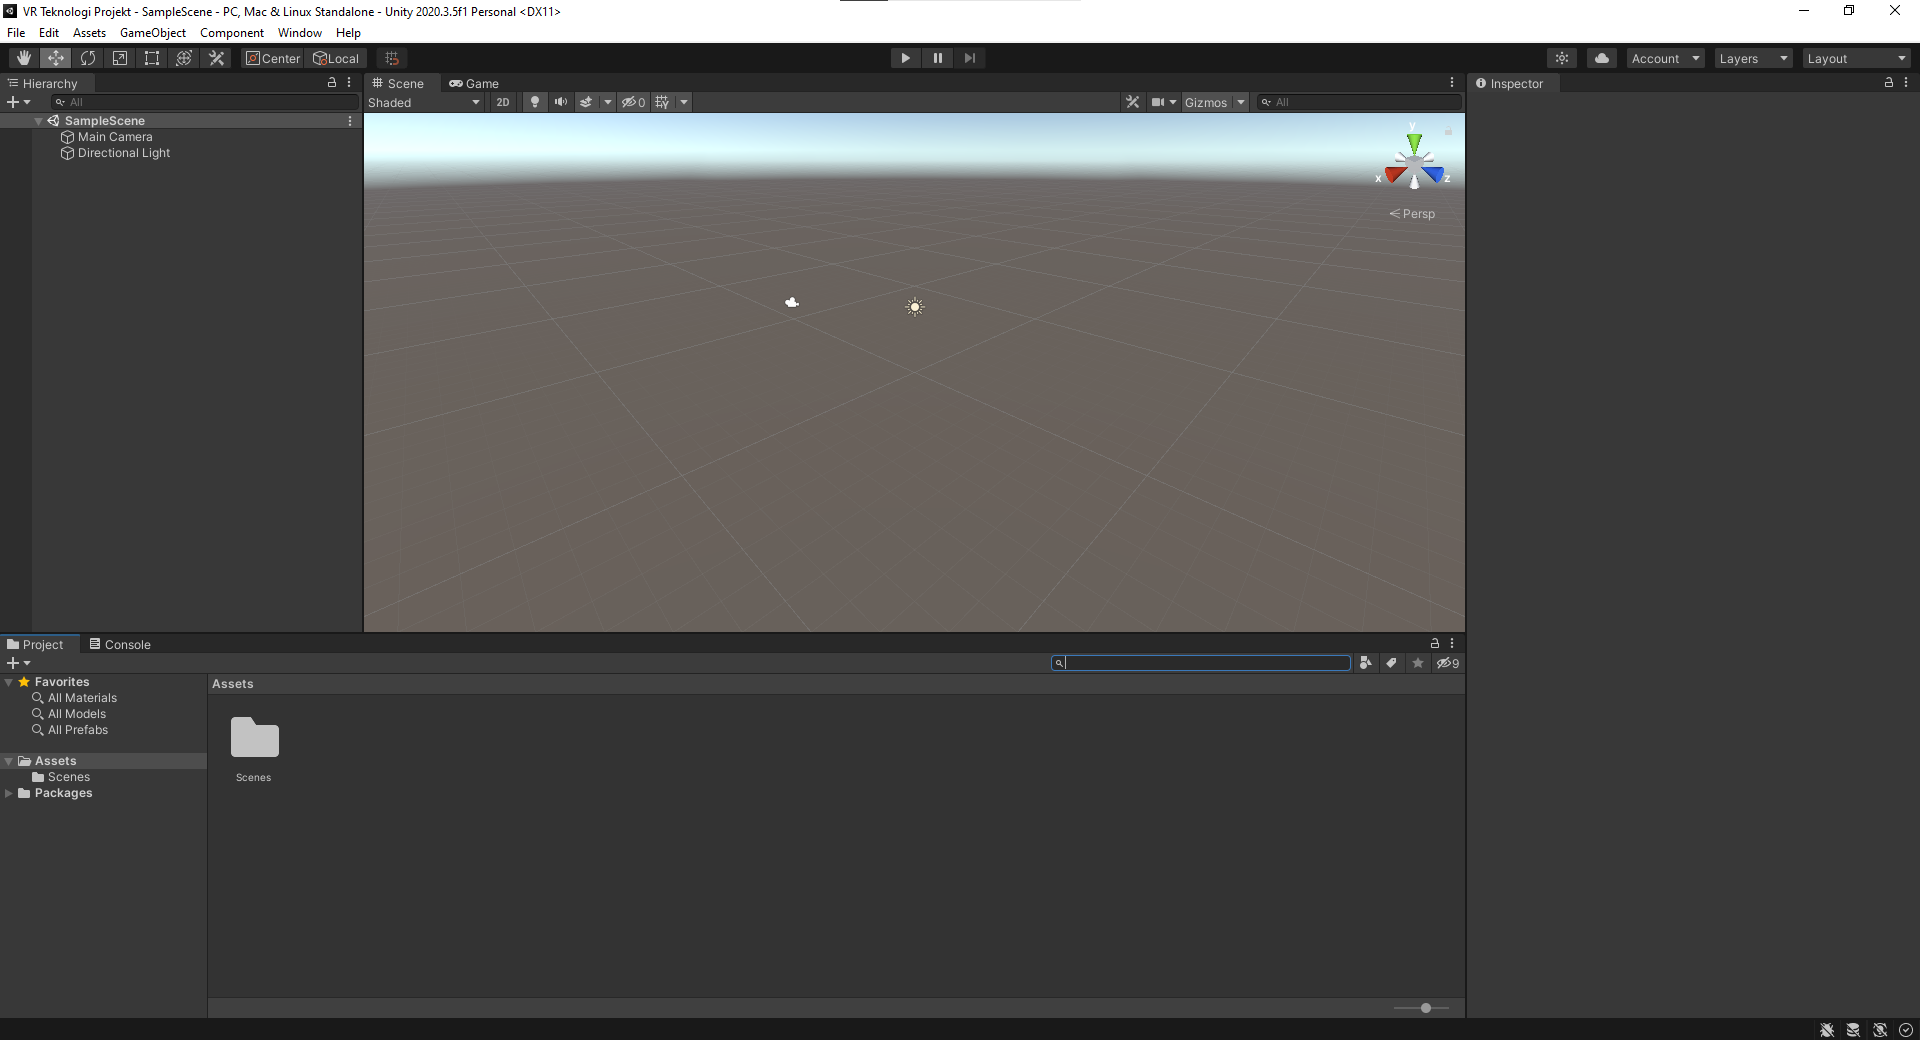 VR Teknologi Projekt - SampleScene - PC, Mac & Linux Standalone - Unity 2020.3.5f1 Personal <DX11>
File Edit Assets GameObject Component Window Help
Center Local Account Layers Layout
Hierarchy
All
SampleScene
Main Camera
Directional Light
Scene Game
Shaded 2D 0 Gizmos All
y
x z
Persp
Inspector
Project Console
9
Favorites
All Materials
All Models
All Prefabs
Assets
Scenes
Packages
Assets
Scenes